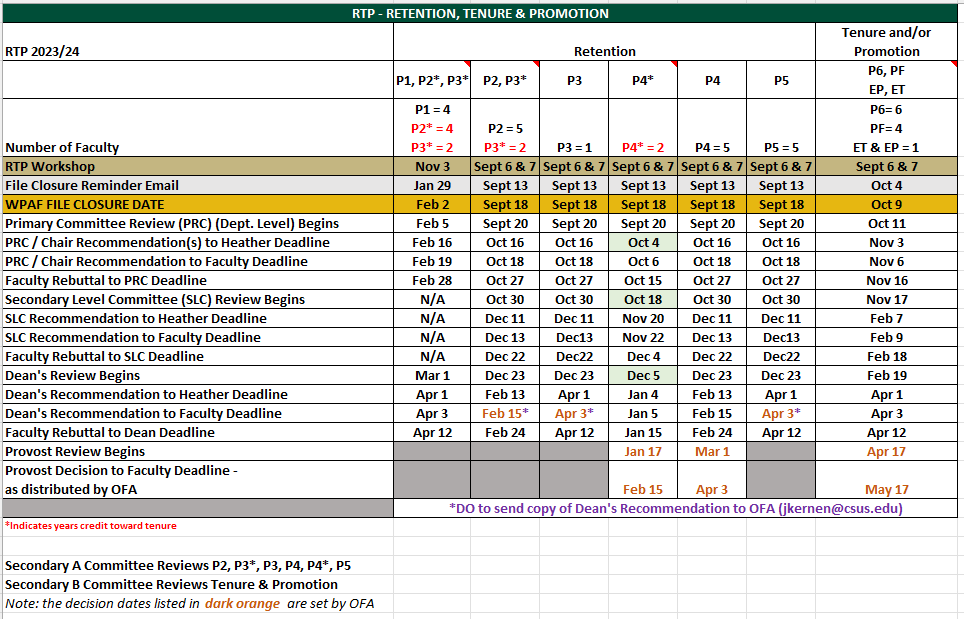 RTP - RETENTION, TENURE & PROMOTION
RTP 2023/24 Retention Tenure and/or Promotion
P1, P2*, P3* P2, P3* P3 P4* P4 P5 P6, PF EP, ET
Number of Faculty P1 = 4 P2* = 4 P3* = 2 P2 = 5 P3* = 2 P3 = 1 P4* = 2 P4 = 5 P5 = 5 P6= 6 PF= 4 ET & EP = 1
RTP Workshop Nov 3 Sept 6 & 7 Sept 6 & 7 Sept 6 & 7 Sept 6 & 7 Sept 6 & 7 Sept 6 & 7
File Closure Reminder Email Jan 29 Sept 13 Sept 13 Sept 13 Sept 13 Sept 13 Oct 4
WPAF FILE CLOSURE DATE Feb 2 Sept 18 Sept 18 Sept 18 Sept 18 Sept 18 Oct 9
Primary Committee Review (PRC) (Dept. Level) Begins Feb 5 Sept 20 Sept 20 Sept 20 Sept 20 Sept 20 Oct 11
PRC / Chair Recommendation(s) to Heather Deadline Feb 16 Oct 16 Oct 16 Oct 4 Oct 16 Oct 16 Nov 3
PRC / Chair Recommendation to Faculty Deadline Feb 19 Oct 18 Oct 18 Oct 6 Oct 18 Oct 18 Nov 6
Faculty Rebuttal to PRC Deadline Feb 28 Oct 27 Oct 27 Oct 15 Oct 27 Oct 27 Nov 16
Secondary Level Committee (SLC) Review Begins N/A Oct 30 Oct 30 Oct 18 Oct 30 Oct 30 Nov 17
SLC Recommendation to Heather Deadline N/A Dec 11 Dec 11 Nov 20 Dec 11 Dec 11 Feb 7
SLC Recommendation to Faculty Deadline N/A Dec 13 Dec13 Nov 22 Dec 13 Dec13 Feb 9
Faculty Rebuttal to SLC Deadline N/A Dec 22 Dec22 Dec 4 Dec 22 Dec22 Feb 18
Dean's Review Begins Mar 1 Dec 23 Dec 23 Dec 5 Dec 23 Dec 23 Feb 19
Dean's Recommendation to Heather Deadline Apr 1 Feb 13 Apr 1 Jan 4 Feb 13 Apr 1 Apr 1
Dean's Recommendation to Faculty Deadline Apr 3 Feb 15* Apr 3* Jan 5 Feb 15 Apr 3* Apr 3
Faculty Rebuttal to Dean Deadline Apr 12 Feb 24 Apr 12 Jan 15 Feb 24 Apr 12 Apr 12
Provost Review Begins Jan 17 Mar 1 Apr 17
Provost Decision to Faculty Deadline -
as distributed by OFA Feb 15 Apr 3 May 17
*DO to send copy of Dean's Recommendation to OFA (jkernen@csus.edu)
*Indicates years credit toward tenure
Secondary A Committee Reviews P2, P3*, P3, P4, P4*, P5
Secondary B Committee Reviews Tenure & Promotion
Note: the decision dates listed in dark orange are set by OFA